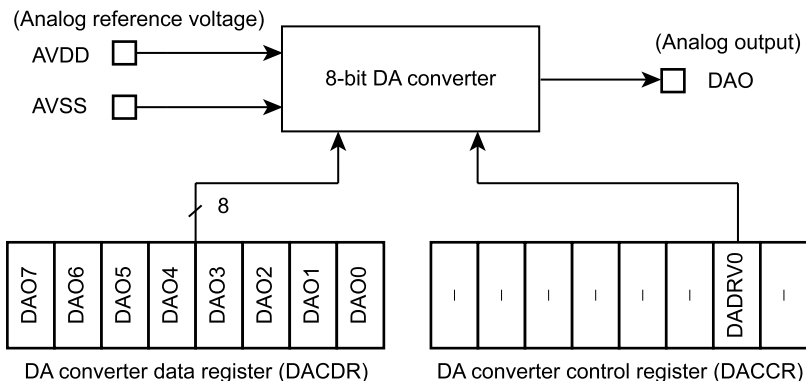 (Analog reference voltage)
AVDD
AVSS
8-bit DA converter
(Analog output)
DAO
8
DAO7
DAO6
DAO5
DAO4
DAO3
DAO2
DAO1
DAO0
–
–
–
–
–
–
DADRV0
–
DA converter data register (DACDR)
DA converter control register (DACCR)